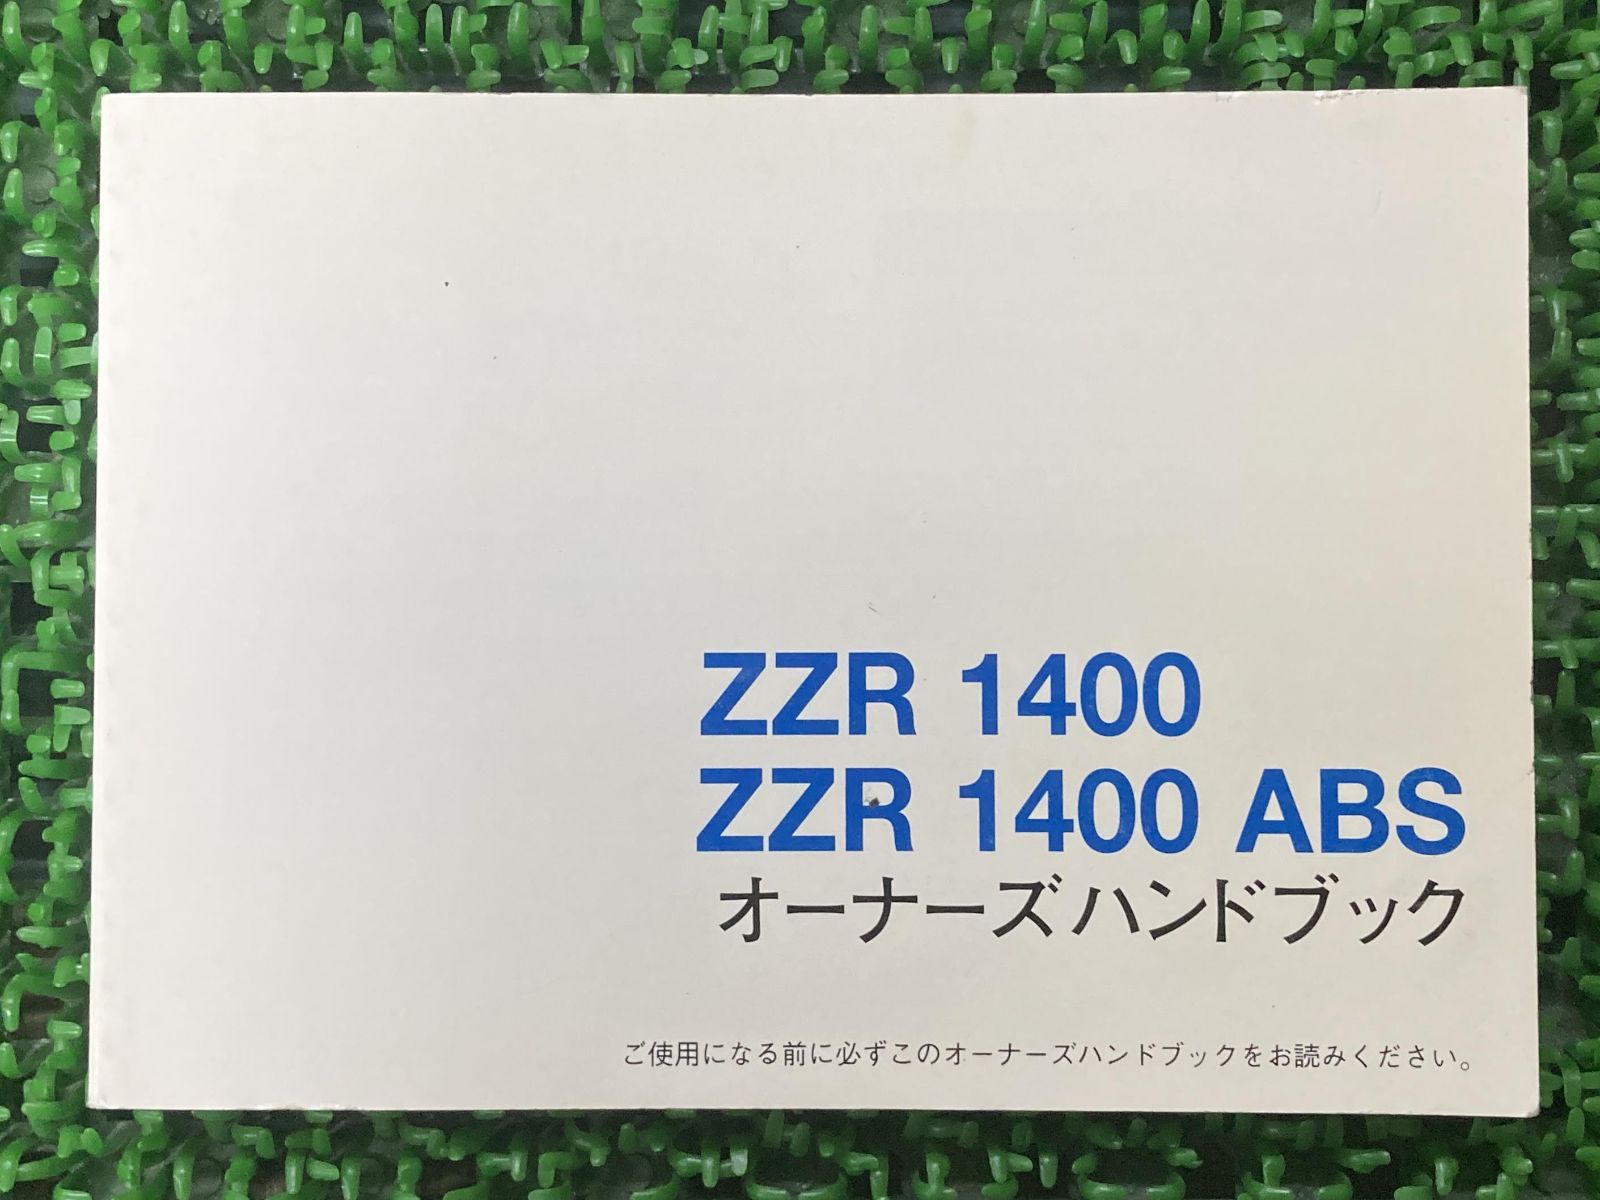 ZZR 1400
ZZR 1400 ABS
オーナーズハンドブック
ご使用になる前に必ずこのオーナーズハンドブックをお読みください。